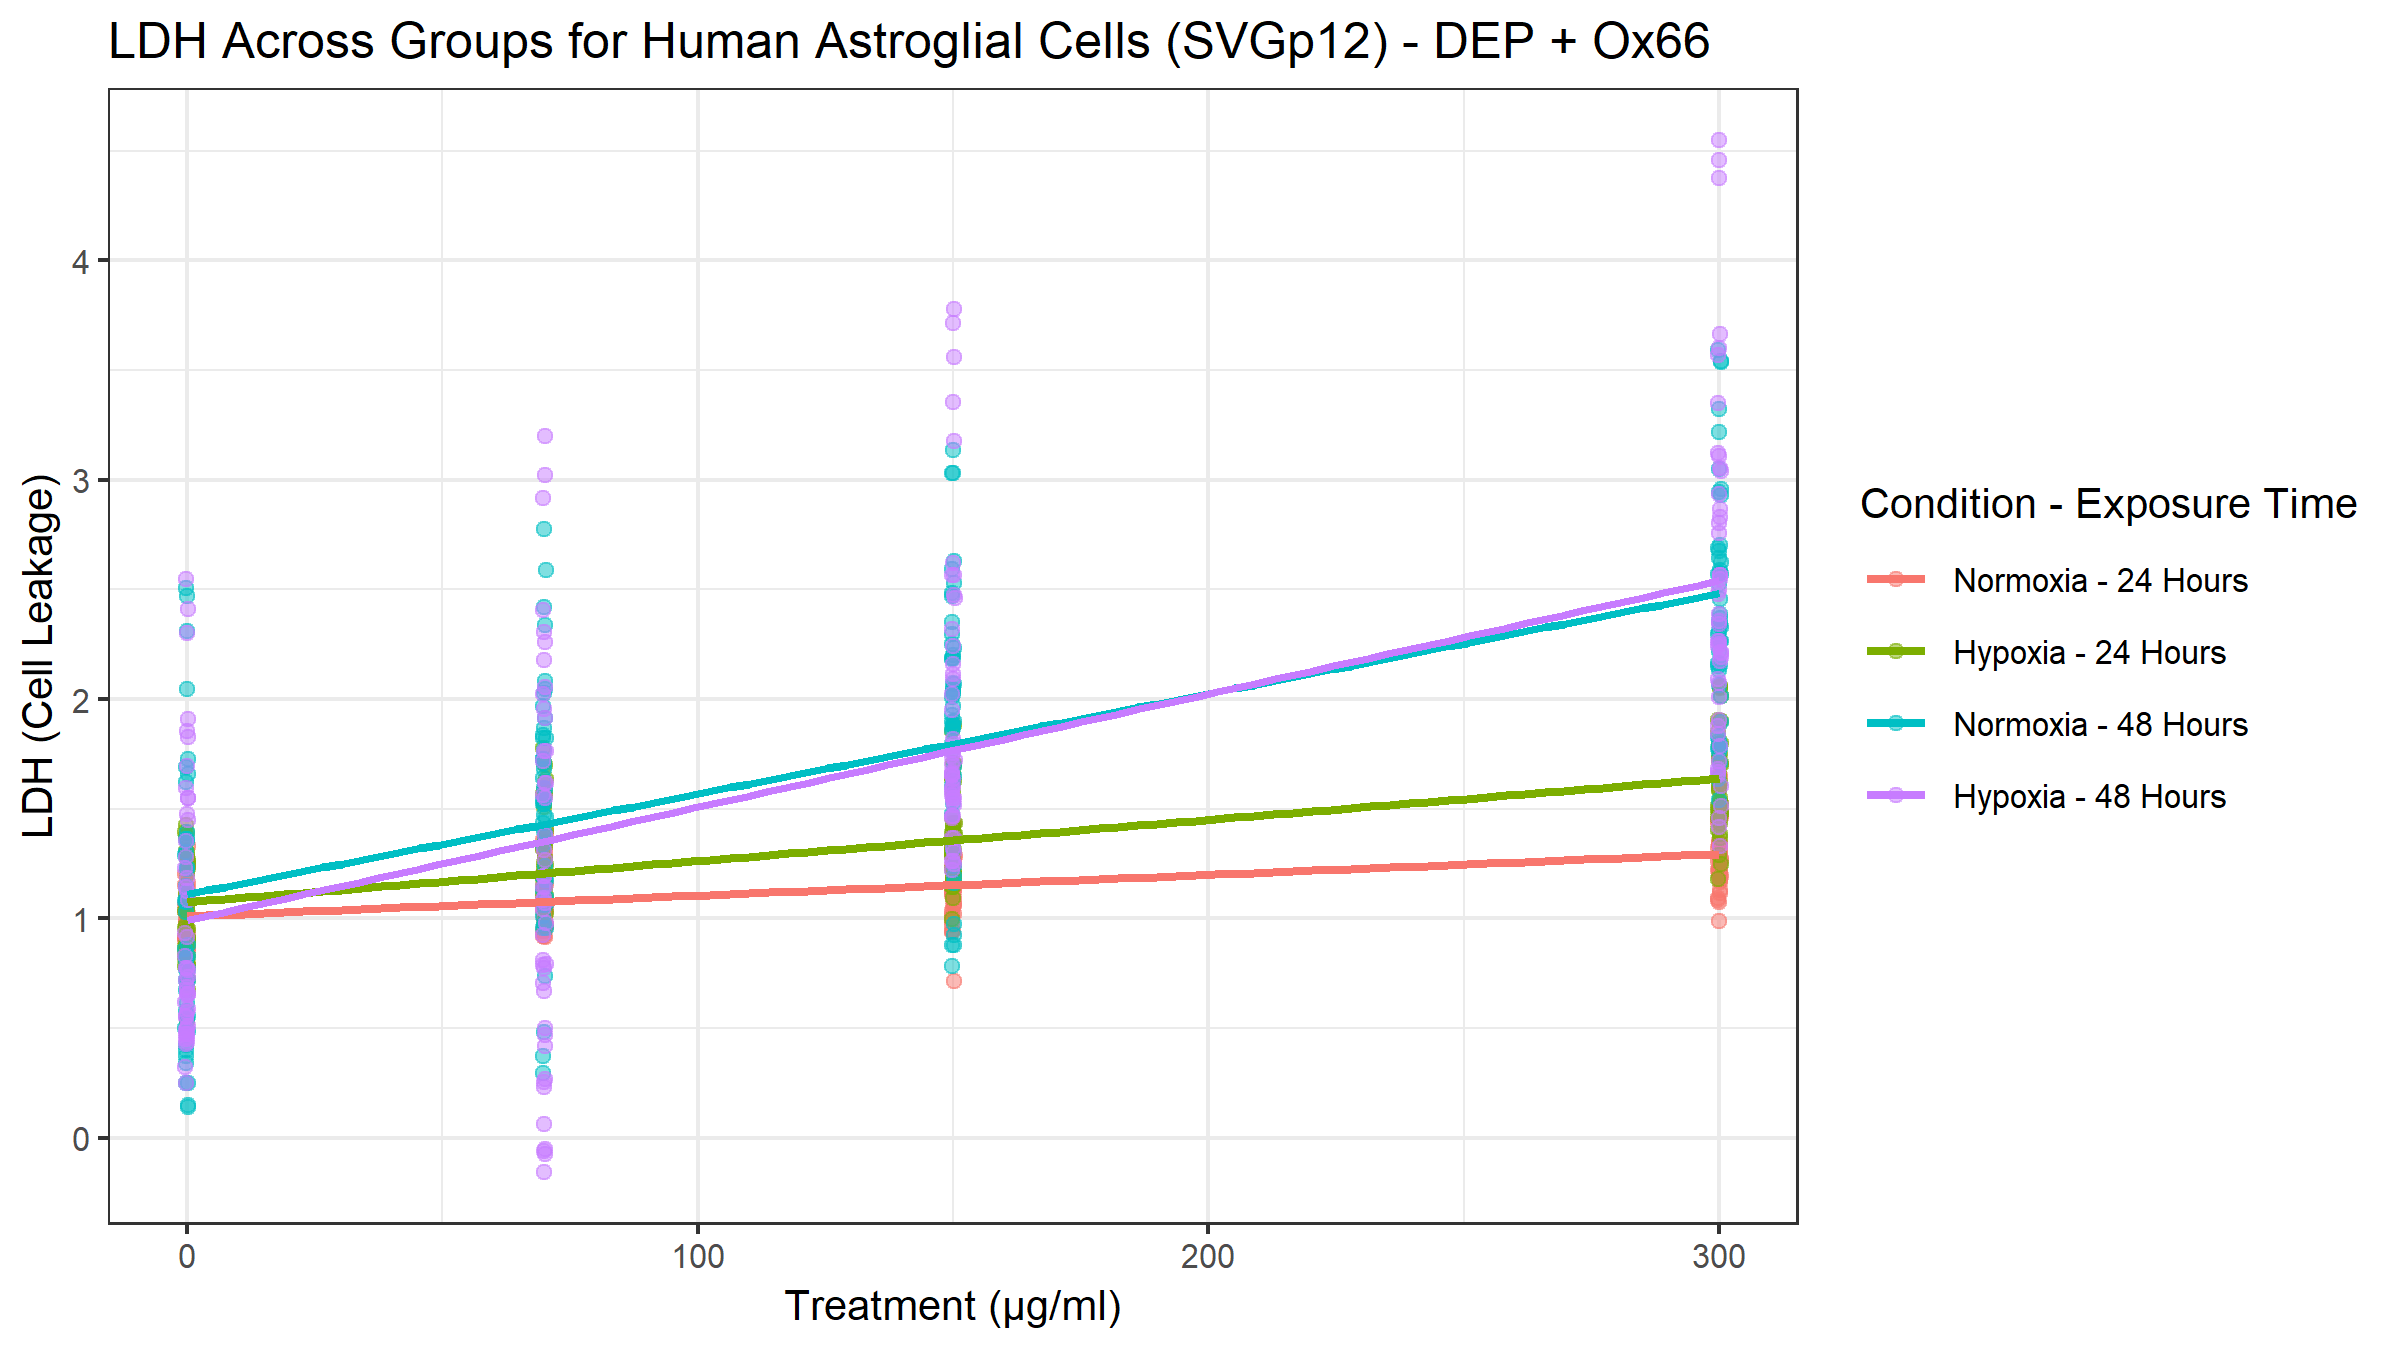 LDH Across Groups for Human Astroglial Cells (SVGp12) - DEP + Ox66
LDH (Cell Leakage)
4
3
2
1
0
0 100 200 300
Treatment (µg/ml)
Condition - Exposure Time
Normoxia - 24 Hours
Hypoxia - 24 Hours
Normoxia - 48 Hours
Hypoxia - 48 Hours